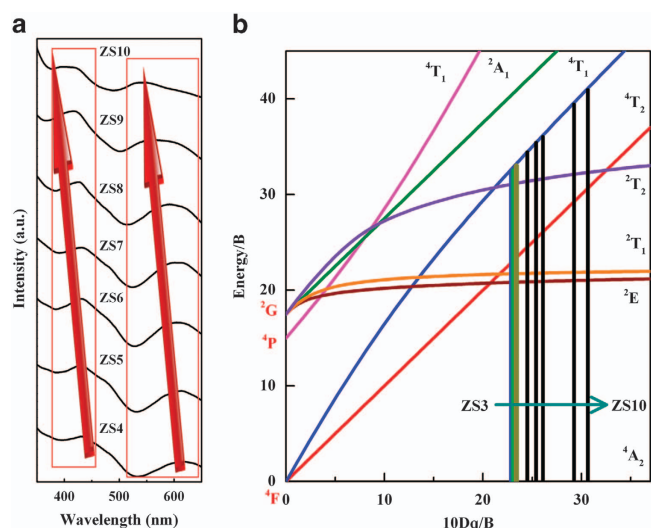 a
ZS10
ZS9
ZS8
ZS7
ZS6
ZS5
ZS4
Intensity (a.u.)
400 500 600
Wavelength (nm)
b
⁴T₁ ²A₁ ⁴T₁
⁴T₂
²T₂
²T₁
²E
⁴A₂
40
30
20
10
0
Energy/B
²G
⁴P
⁴F
ZS3 ZS10
0 10 20 30
10Dq/B